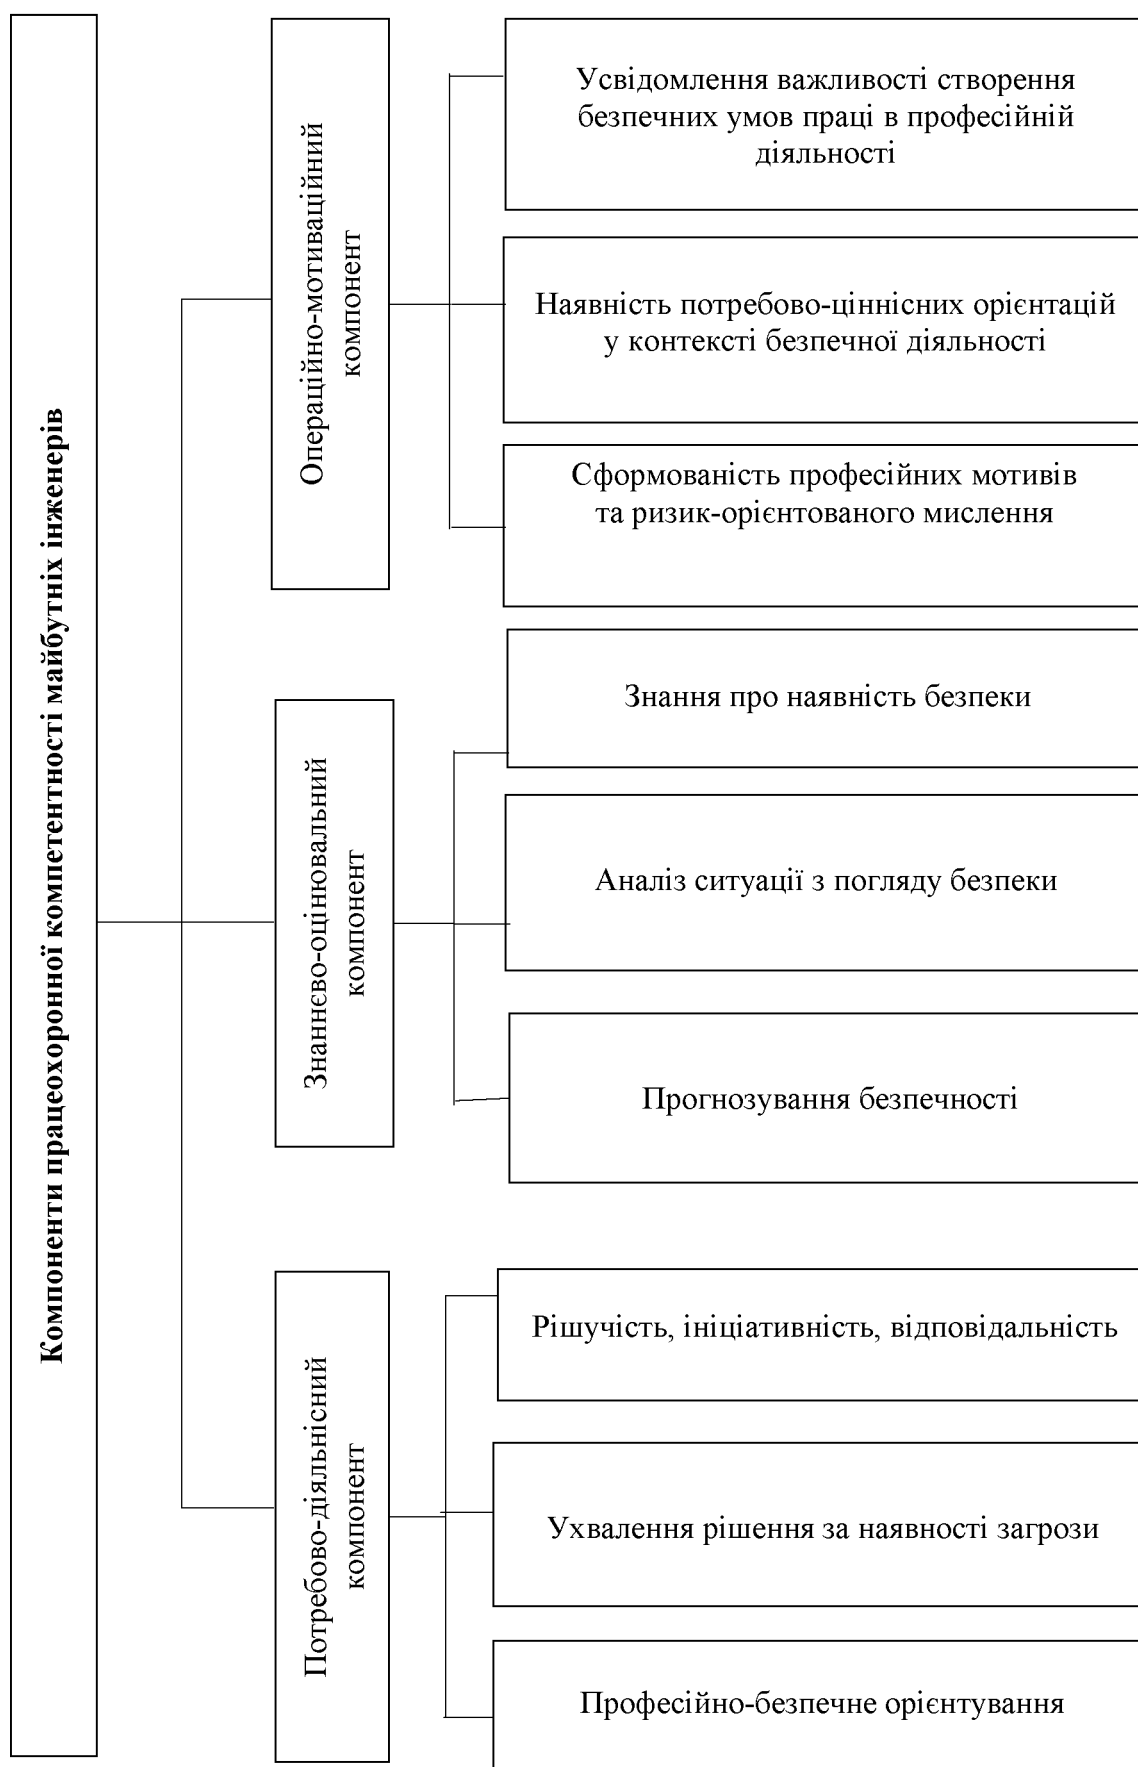 Компоненти працеохоронної компетентності майбутніх інженерів
Операційно-мотиваційний
компонент
Усвідомлення важливості створення
безпечних умов праці в професійній
діяльності
Наявність потребово-ціннісних орієнтацій
у контексті безпечної діяльності
Сформованість професійних мотивів
та ризик-орієнтованого мислення
Знаннєво-оцінювальний
компонент
Знання про наявність безпеки
Аналіз ситуації з погляду безпеки
Прогнозування безпечності
Потребово-діяльнісний
компонент
Рішучість, ініціативність, відповідальність
Ухвалення рішення за наявності загрози
Професійно-безпечне орієнтування